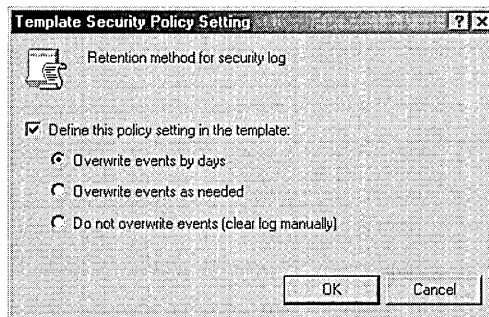 Template Security Policy Setting
Retention method for security log
Define this policy setting in the template:
Overwrite events by days
Overwrite events as needed
Do not overwrite events (clear log manually)
OK
Cancel